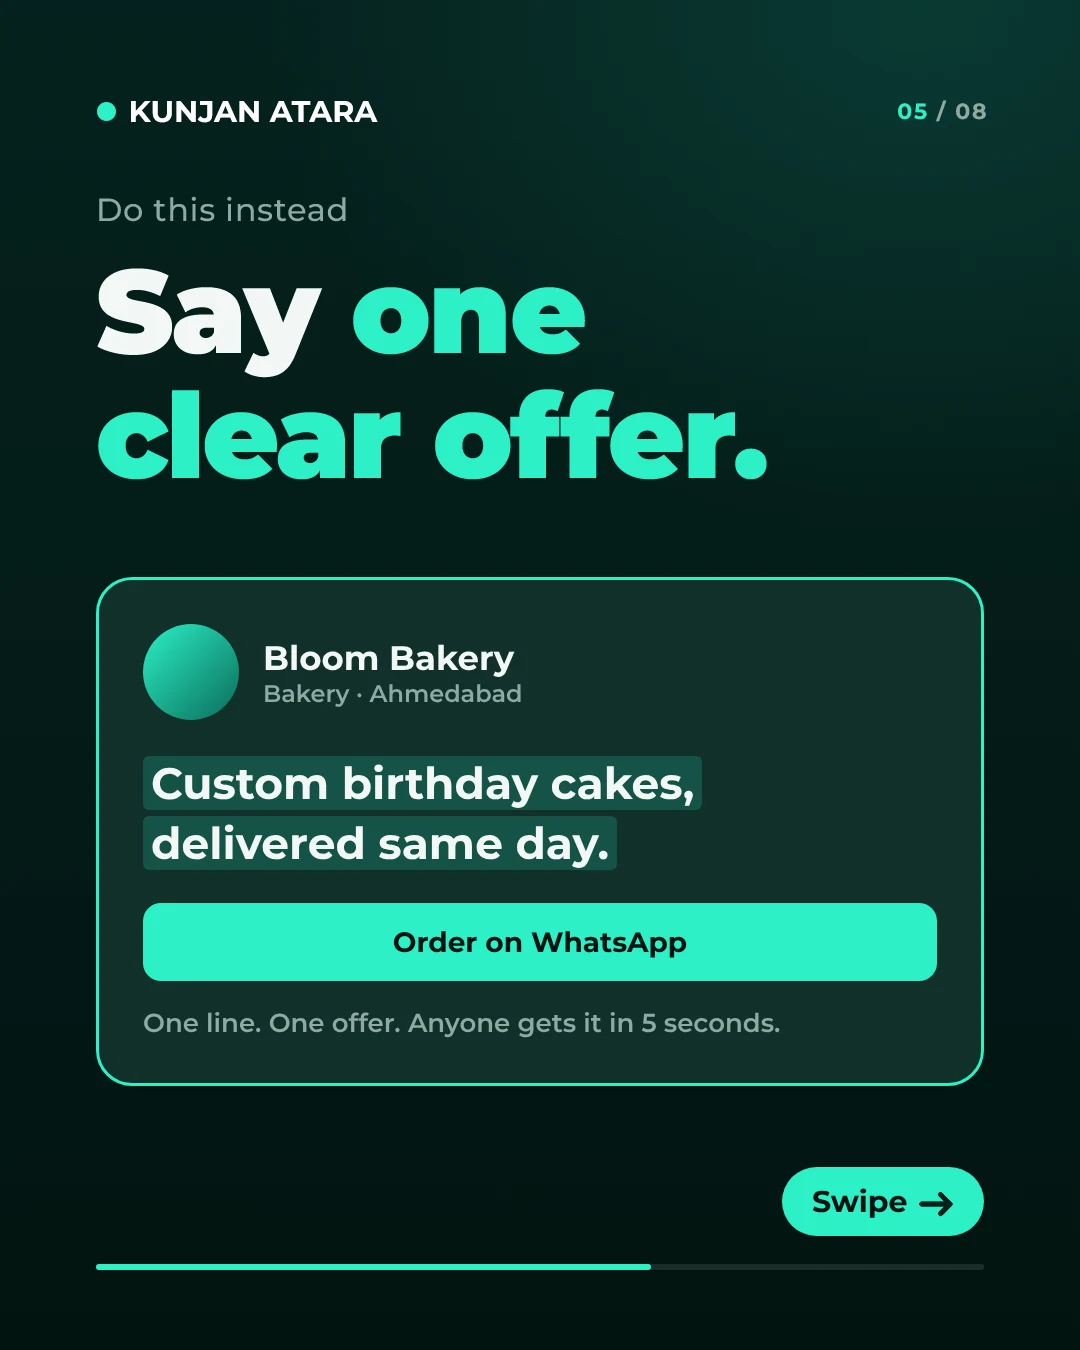 KUNJAN ATARA
05 / 08
Do this instead
Say one
clear offer.
Bloom Bakery
Bakery · Ahmedabad
Custom birthday cakes,
delivered same day.
Order on WhatsApp
One line. One offer. Anyone gets it in 5 seconds.
Swipe →